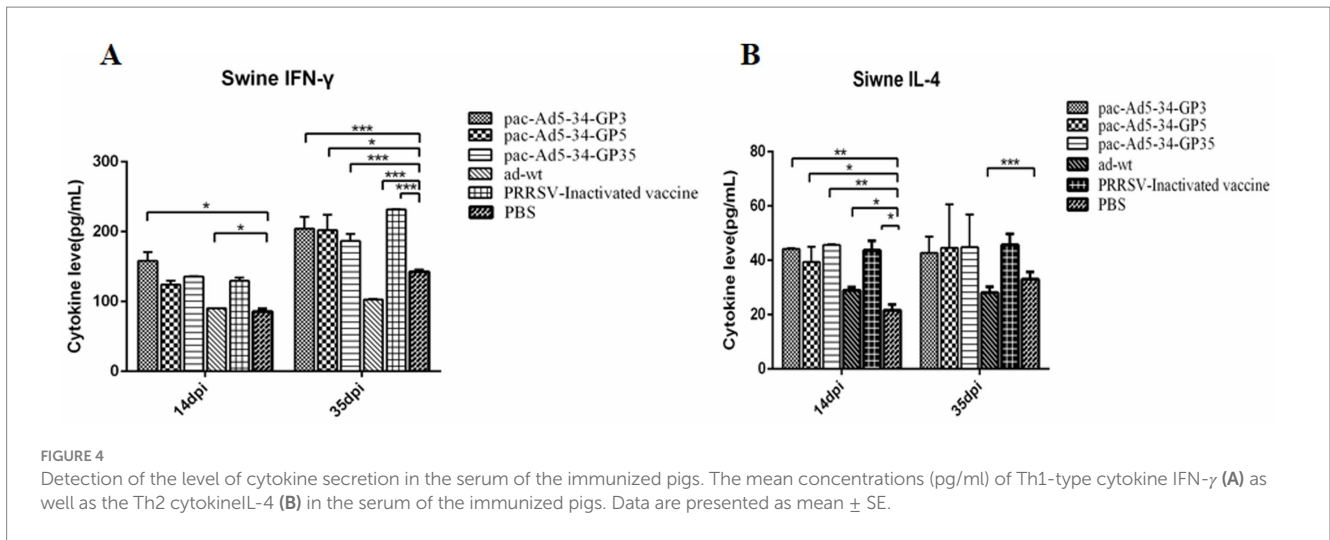 A
Swine IFN-γ
Cytokine level(pg/mL)
300
200
100
0
14dpi
35dpi
*
*
***
*
***
***
***
pac-Ad5-34-GP3
pac-Ad5-34-GP5
pac-Ad5-34-GP35
ad-wt
PRRSV-Inactivated vaccine
PBS
B
Siwne IL-4
Cytokine level(pg/mL)
80
60
40
20
0
14dpi
35dpi
**
*
**
*
*
***
pac-Ad5-34-GP3
pac-Ad5-34-GP5
pac-Ad5-34-GP35
ad-wt
PRRSV-Inactivated vaccine
PBS
FIGURE 4
Detection of the level of cytokine secretion in the serum of the immunized pigs. The mean concentrations (pg/ml) of Th1-type cytokine IFN-γ (A) as
well as the Th2 cytokineIL-4 (B) in the serum of the immunized pigs. Data are presented as mean ± SE.